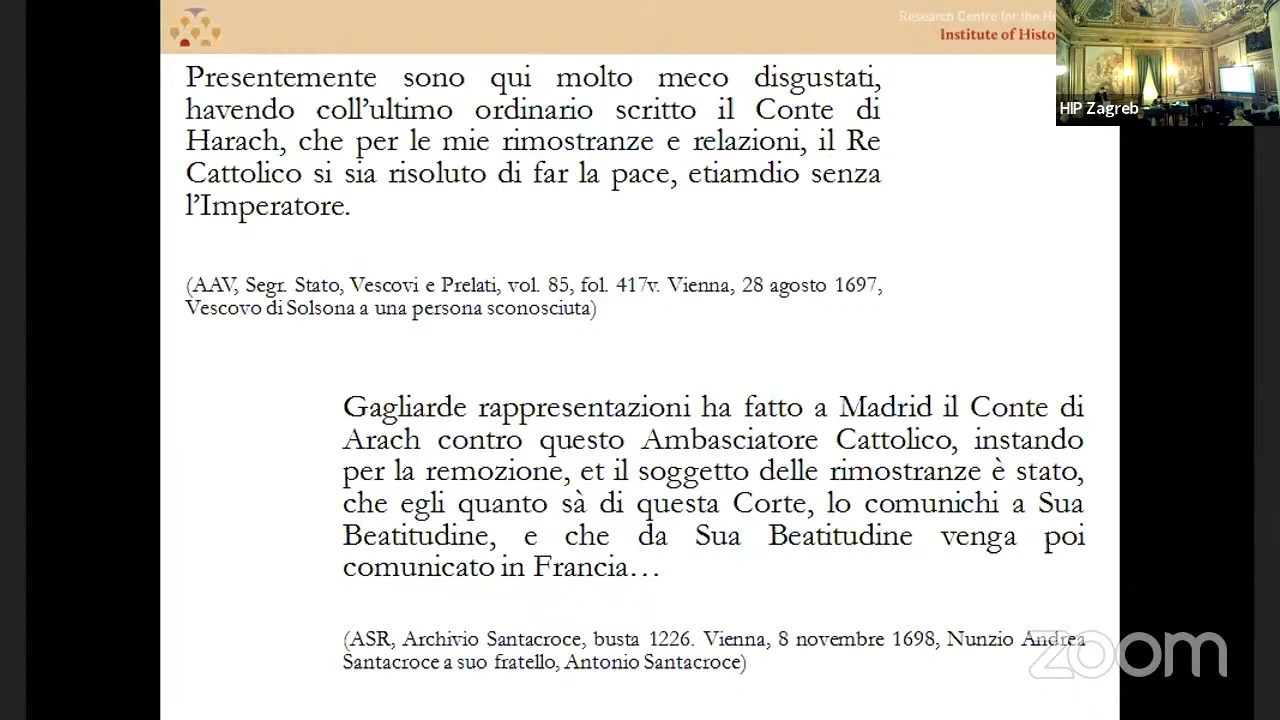 Research Centre for the H
Institute of Histo
HIP Zagreb
Presentemente sono qui molto meco disgustati,
havendo coll’ultimo ordinario scritto il Conte di
Harach, che per le mie rimostranze e relazioni, il Re
Cattolico si sia risoluto di far la pace, etiamdio senza
l’Imperatore.
(AAV, Segr. Stato, Vescovi e Prelati, vol. 85, fol. 417v. Vienna, 28 agosto 1697,
Vescovo di Solsona a una persona sconosciuta)
Gagliarde rappresentazioni ha fatto a Madrid il Conte di
Arach contro questo Ambasciatore Cattolico, instando
per la remozione, et il soggetto delle rimostranze è stato,
che egli quanto sà di questa Corte, lo comunichi a Sua
Beatitudine, e che da Sua Beatitudine venga poi
comunicato in Francia…
(ASR, Archivio Santacroce, busta 1226. Vienna, 8 novembre 1698, Nunzio Andrea
Santacroce a suo fratello, Antonio Santacroce)
zoom